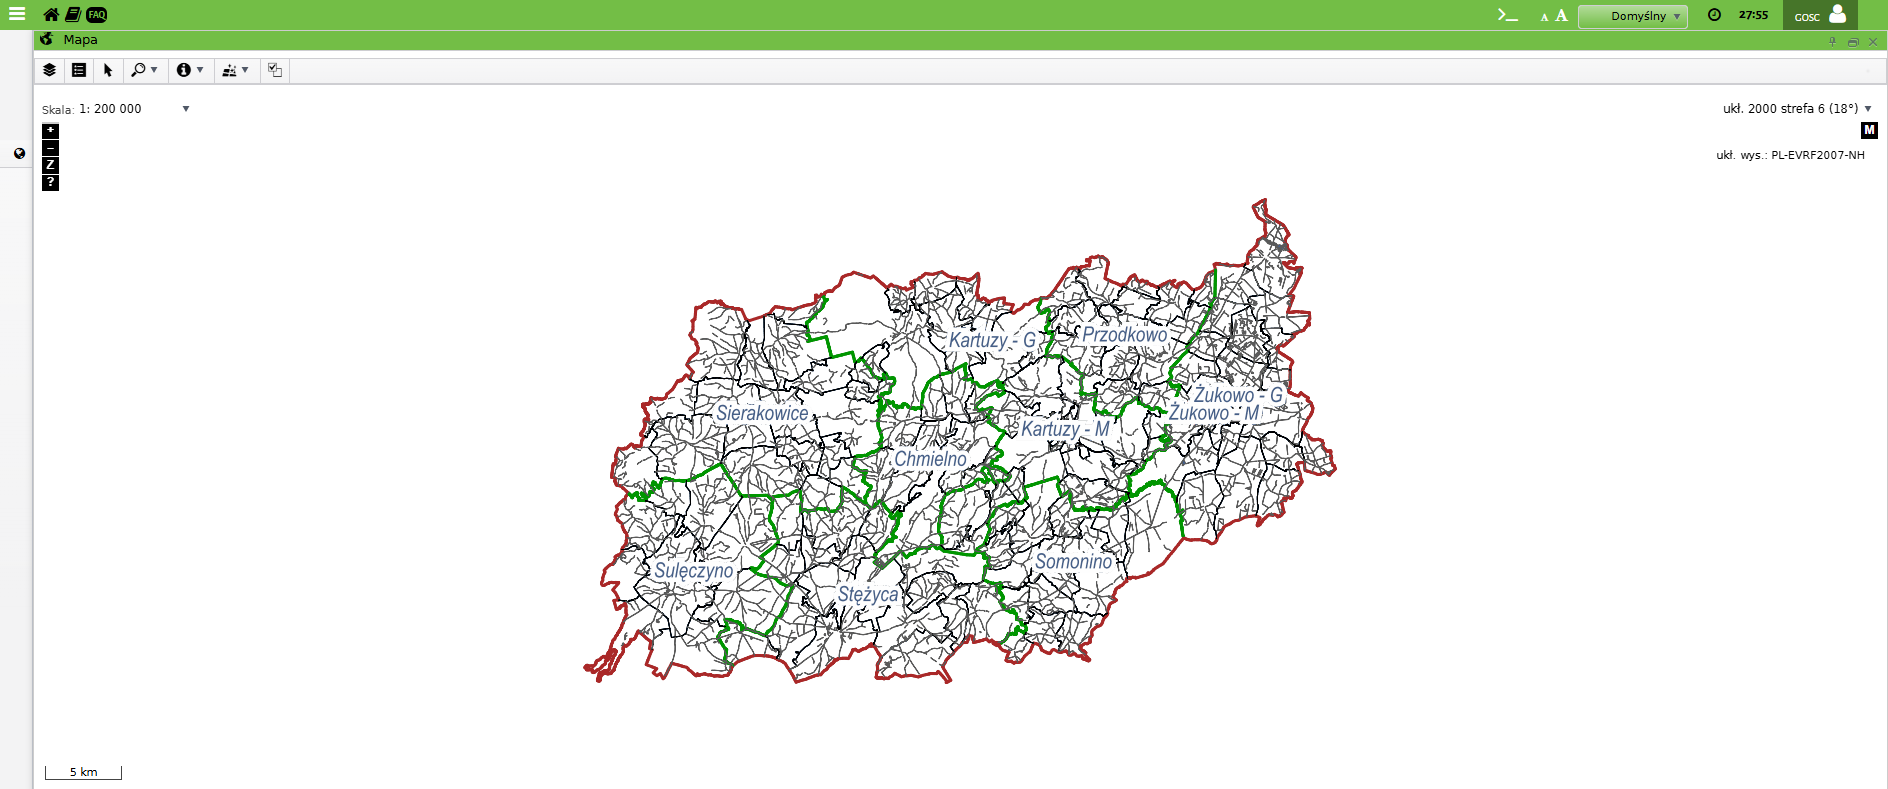 FAQ
A A
Domyślny
27:55
GOSC
Mapa
Skala: 1: 200 000
ukł. 2000 strefa 6 (18°)
+
–
Z
?
M
ukł. wys.: PL-EVRF2007-NH
Kartuzy - G
Przodkowo
Żukowo - G
Żukowo - M
Sierakowice
Kartuzy - M
Chmielno
Somonino
Sulęczyno
Stężyca
5 km